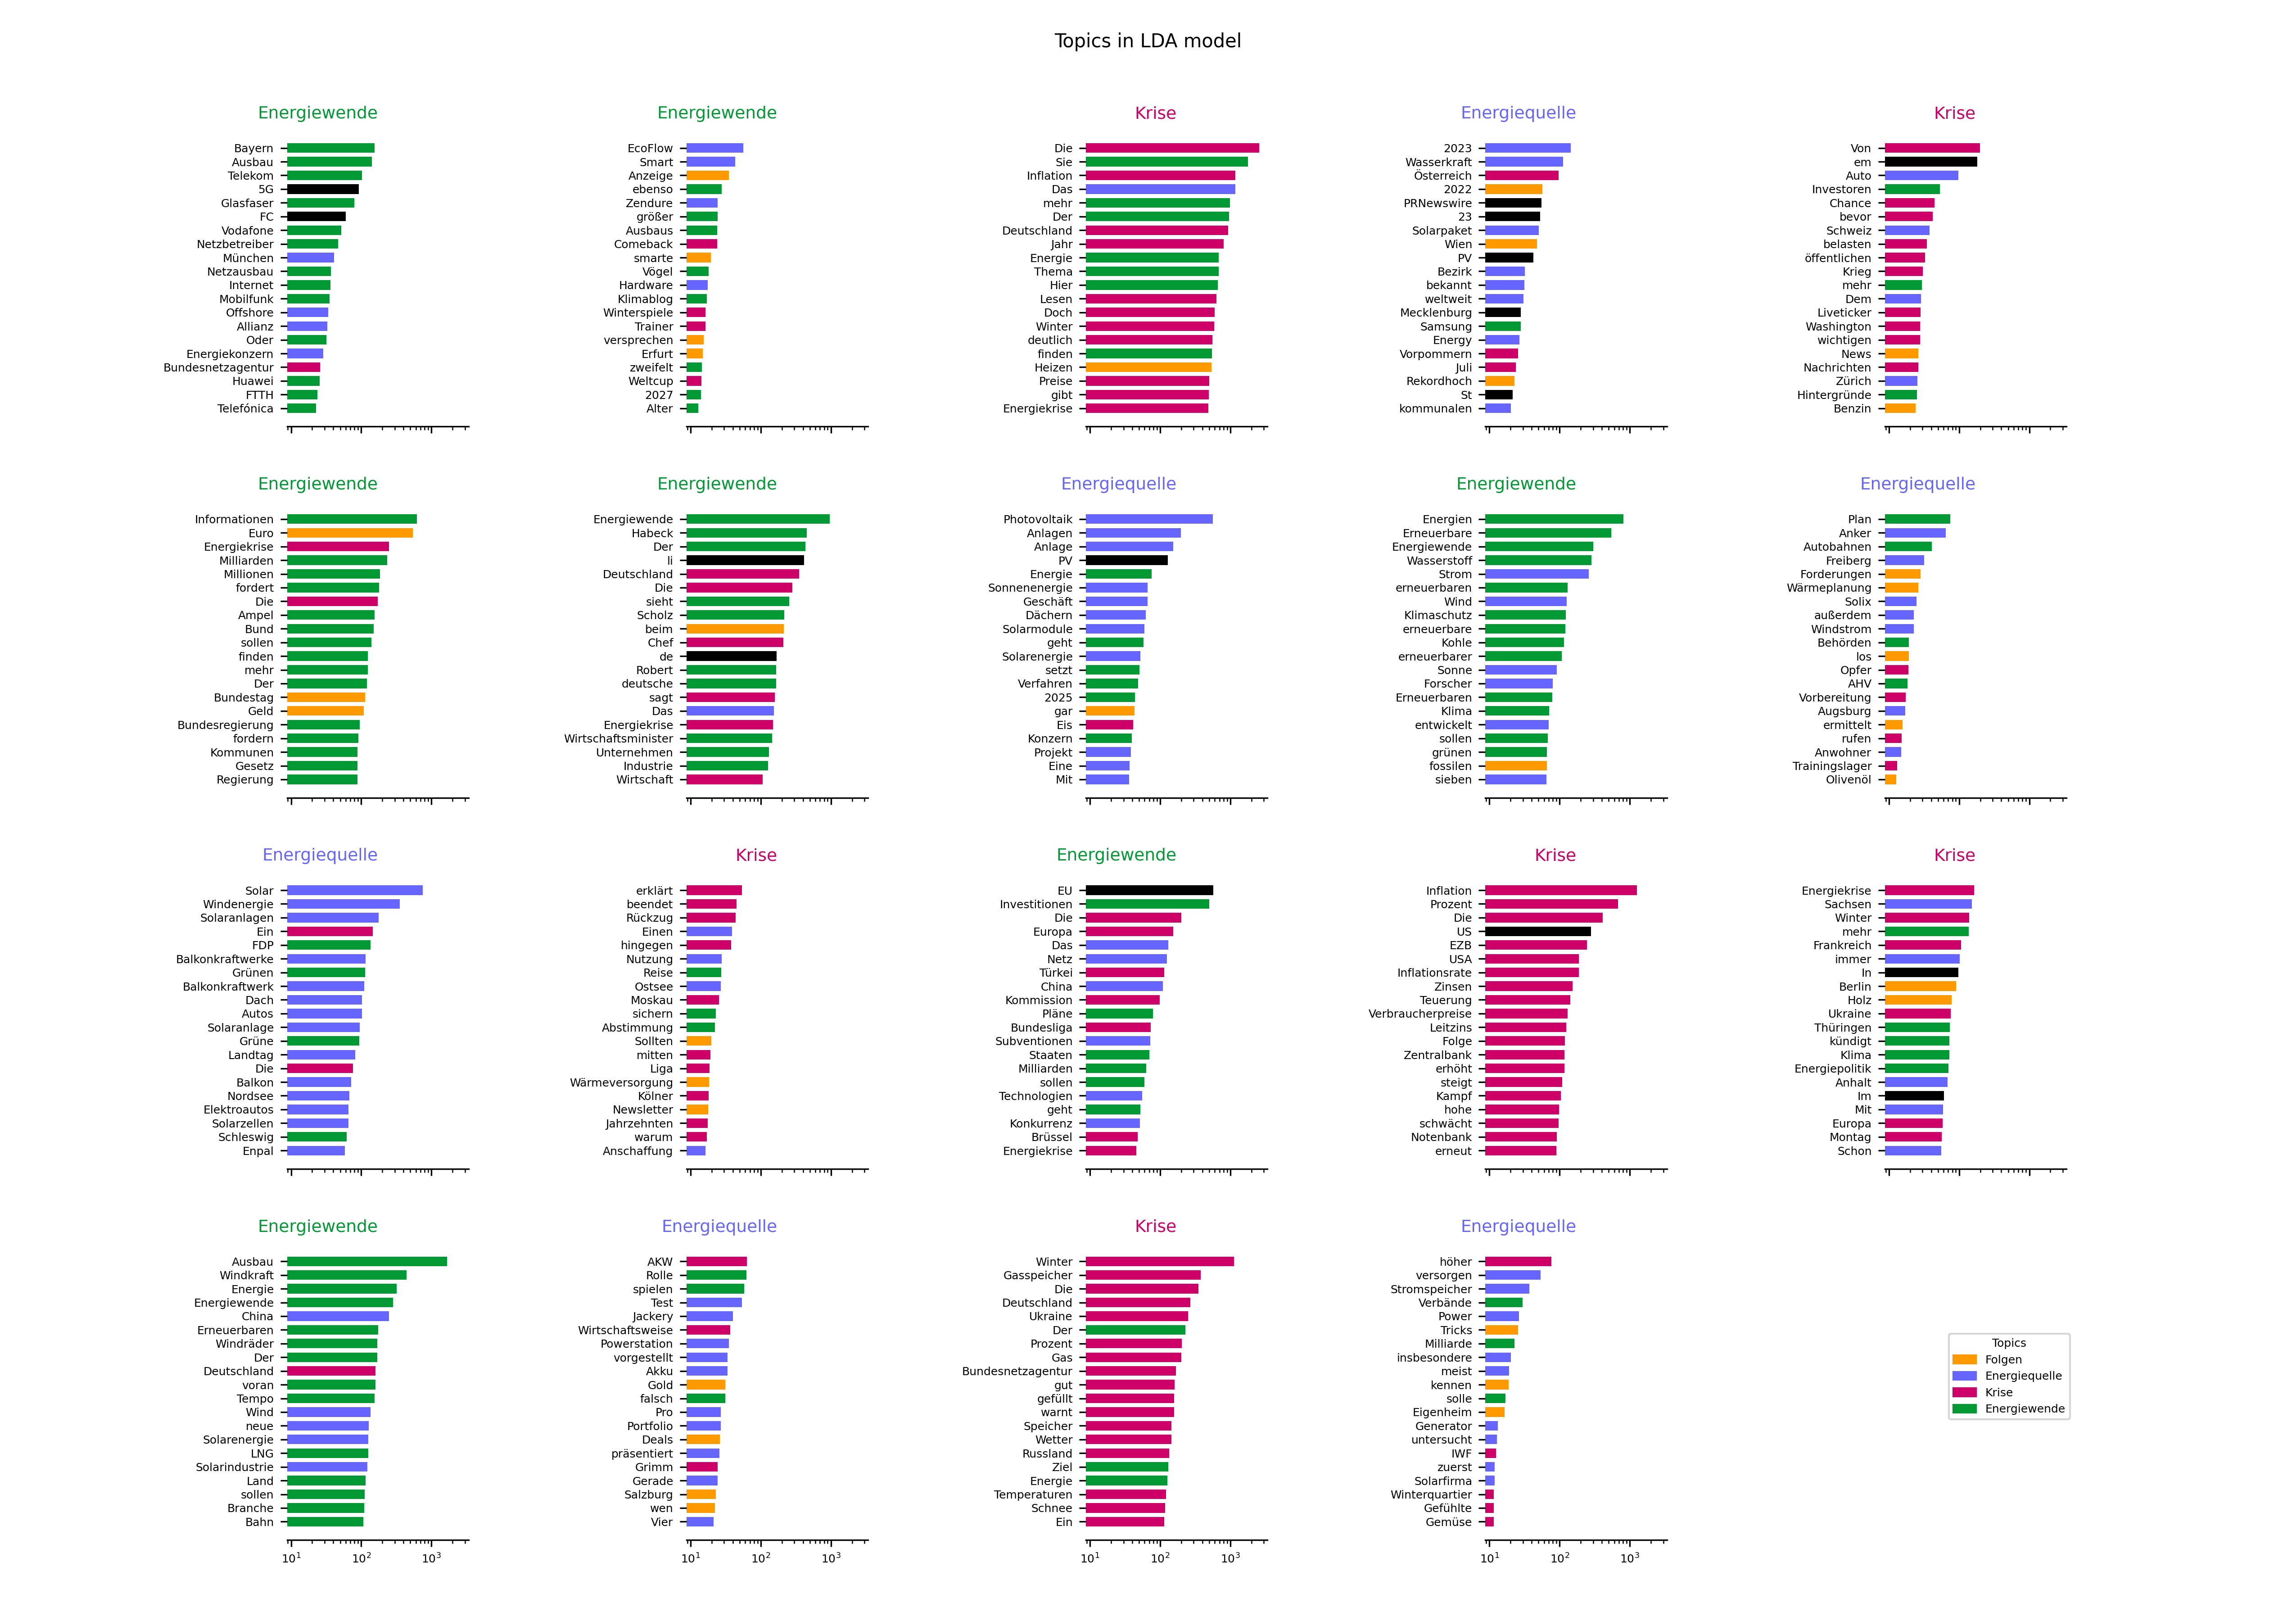 Topics in LDA model
Energiewende
Bayern
Ausbau
Telekom
5G
Glasfaser
FC
Vodafone
Netzbetreiber
München
Netzausbau
Internet
Mobilfunk
Offshore
Allianz
Oder
Energiekonzern
Bundesnetzagentur
Huawei
FTTH
Telefónica
Energiewende
EcoFlow
Smart
Anzeige
ebenso
Zendure
größer
Ausbaus
Comeback
smarte
Vögel
Hardware
Klimablog
Winterspiele
Trainer
versprechen
Erfurt
zweifelt
Weltcup
2027
Alter
Krise
Die
Sie
Inflation
Das
mehr
Der
Deutschland
Jahr
Energie
Thema
Hier
Lesen
Doch
Winter
deutlich
finden
Heizen
Preise
gibt
Energiekrise
Energiequelle
2023
Wasserkraft
Österreich
2022
PRNewswire
23
Solarpaket
Wien
PV
Bezirk
bekannt
weltweit
Mecklenburg
Samsung
Energy
Vorpommern
Juli
Rekordhoch
St
kommunalen
Krise
Von
em
Auto
Investoren
Chance
bevor
Schweiz
belasten
öffentlichen
Krieg
mehr
Dem
Liveticker
Washington
wichtigen
News
Nachrichten
Zürich
Hintergründe
Benzin
Energiewende
Informationen
Euro
Energiekrise
Milliarden
Millionen
fordert
Die
Ampel
Bund
sollen
finden
mehr
Der
Bundestag
Geld
Bundesregierung
fordern
Kommunen
Gesetz
Regierung
Energiewende
Energiewende
Habeck
Der
li
Deutschland
Die
sieht
Scholz
beim
Chef
de
Robert
deutsche
sagt
Das
Energiekrise
Wirtschaftsminister
Unternehmen
Industrie
Wirtschaft
Energiequelle
Photovoltaik
Anlagen
Anlage
PV
Energie
Sonnenenergie
Geschäft
Dächern
Solarmodule
geht
Solarenergie
setzt
Verfahren
2025
gar
Eis
Konzern
Projekt
Eine
Mit
Energiewende
Energien
Erneuerbare
Energiewende
Wasserstoff
Strom
erneuerbaren
Wind
Klimaschutz
erneuerbare
Kohle
erneuerbarer
Sonne
Forscher
Erneuerbaren
Klima
entwickelt
sollen
grünen
fossilen
sieben
Energiequelle
Plan
Anker
Autobahnen
Freiberg
Forderungen
Wärmeplanung
Solix
außerdem
Windstrom
Behörden
los
Opfer
AHV
Vorbereitung
Augsburg
ermittelt
rufen
Anwohner
Trainingslager
Olivenöl
Energiequelle
Solar
Windenergie
Solaranlagen
Ein
FDP
Balkonkraftwerke
Grünen
Balkonkraftwerk
Dach
Autos
Solaranlage
Grüne
Landtag
Die
Balkon
Nordsee
Elektroautos
Solarzellen
Schleswig
Enpal
Krise
erklärt
beendet
Rückzug
Einen
hingegen
Nutzung
Reise
Ostsee
Moskau
sichern
Abstimmung
Sollten
mitten
Liga
Wärmeversorgung
Kölner
Newsletter
Jahrzehnten
warum
Anschaffung
Energiewende
EU
Investitionen
Die
Europa
Das
Netz
Türkei
China
Kommission
Pläne
Bundesliga
Subventionen
Staaten
Milliarden
sollen
Technologien
geht
Konkurrenz
Brüssel
Energiekrise
Krise
Inflation
Prozent
Die
US
EZB
USA
Inflationsrate
Zinsen
Teuerung
Verbraucherpreise
Leitzins
Folge
Zentralbank
erhöht
steigt
Kampf
hohe
schwächt
Notenbank
erneut
Krise
Energiekrise
Sachsen
Winter
mehr
Frankreich
immer
In
Berlin
Holz
Ukraine
Thüringen
kündigt
Klima
Energiepolitik
Anhalt
Im
Mit
Europa
Montag
Schon
Energiewende
Ausbau
Windkraft
Energie
Energiewende
China
Erneuerbaren
Windräder
Der
Deutschland
voran
Tempo
Wind
neue
Solarenergie
LNG
Solarindustrie
Land
sollen
Branche
Bahn
10¹ 10² 10³
Energiequelle
AKW
Rolle
spielen
Test
Jackery
Wirtschaftsweise
Powerstation
vorgestellt
Akku
Gold
falsch
Pro
Portfolio
Deals
präsentiert
Grimm
Gerade
Salzburg
wen
Vier
10¹ 10² 10³
Krise
Winter
Gasspeicher
Die
Deutschland
Ukraine
Der
Prozent
Gas
Bundesnetzagentur
gut
gefüllt
warnt
Speicher
Wetter
Russland
Ziel
Energie
Temperaturen
Schnee
Ein
10¹ 10² 10³
Energiequelle
höher
versorgen
Stromspeicher
Verbände
Power
Tricks
Milliarde
insbesondere
meist
kennen
solle
Eigenheim
Generator
untersucht
IWF
zuerst
Solarfirma
Winterquartier
Gefühlte
Gemüse
10¹ 10² 10³
Topics
Folgen
Energiequelle
Krise
Energiewende